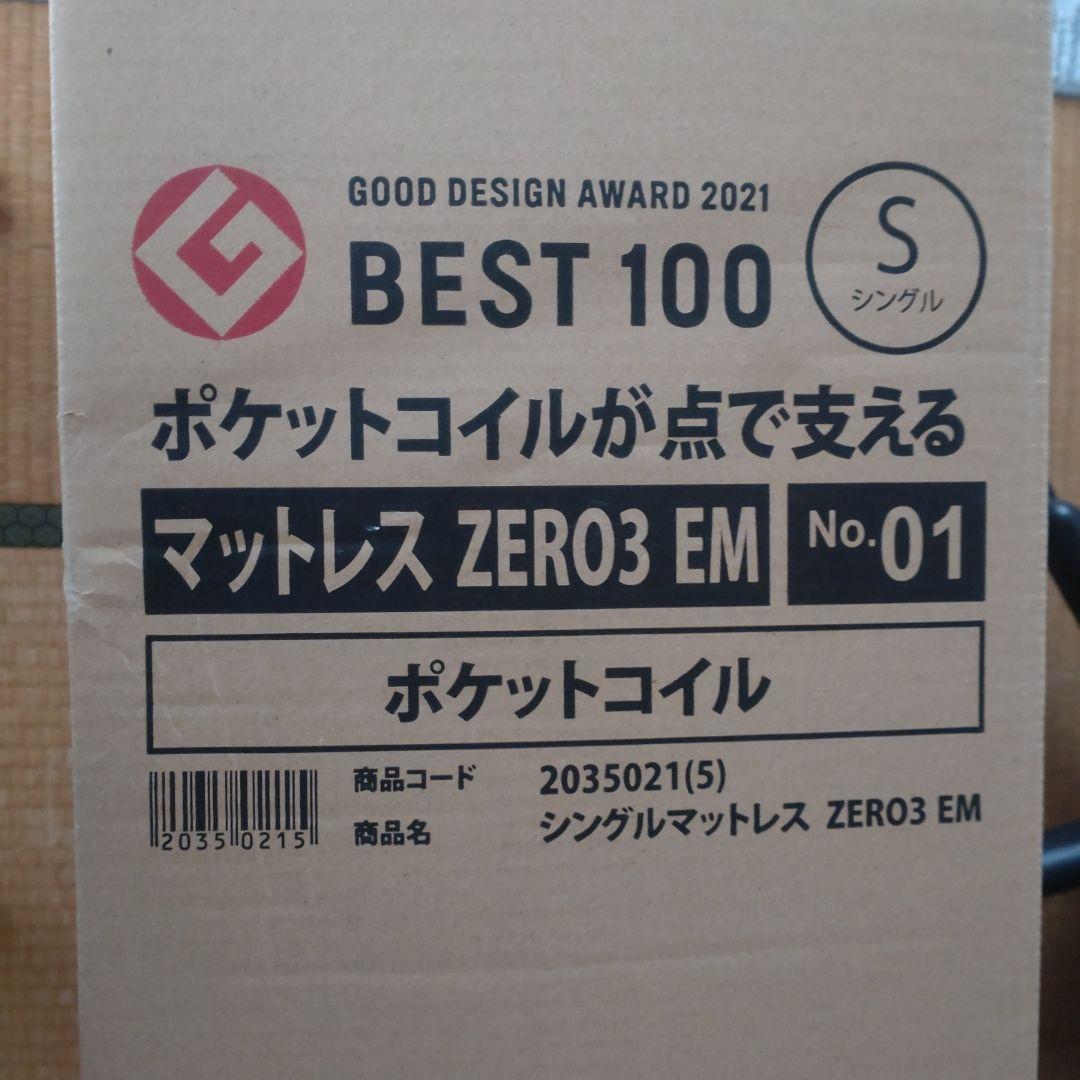 GOOD DESIGN AWARD 2021
BEST 100
S
シングル
ポケットコイルが点で支える
マットレス ZERO3 EM
No.01
ポケットコイル
商品コード 2035021(5)
商品名 シングルマットレス ZERO3 EM
20350215